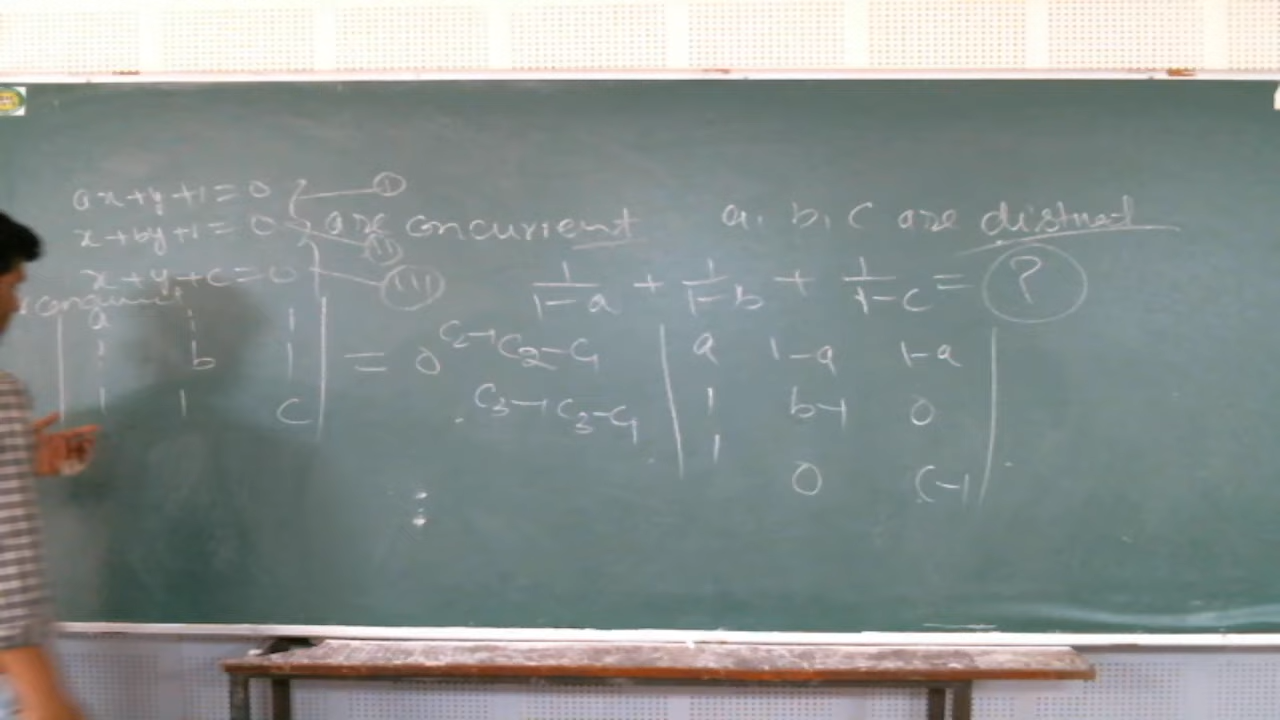 ax+y+1=0 (i)
x+by+1=0 are concurrent a, b, c are distinct
(ii)
x+y+c=0 (III)
1/1-a + 1/1-b + 1/1-c = ?
| a 1 1 |
| 1 b 1 | = 0
| 1 1 c |
C2→C2-C1
C3→C3-C1
| a 1-a 1-a |
| 1 b-1 0 |
| 1 0 c-1 |